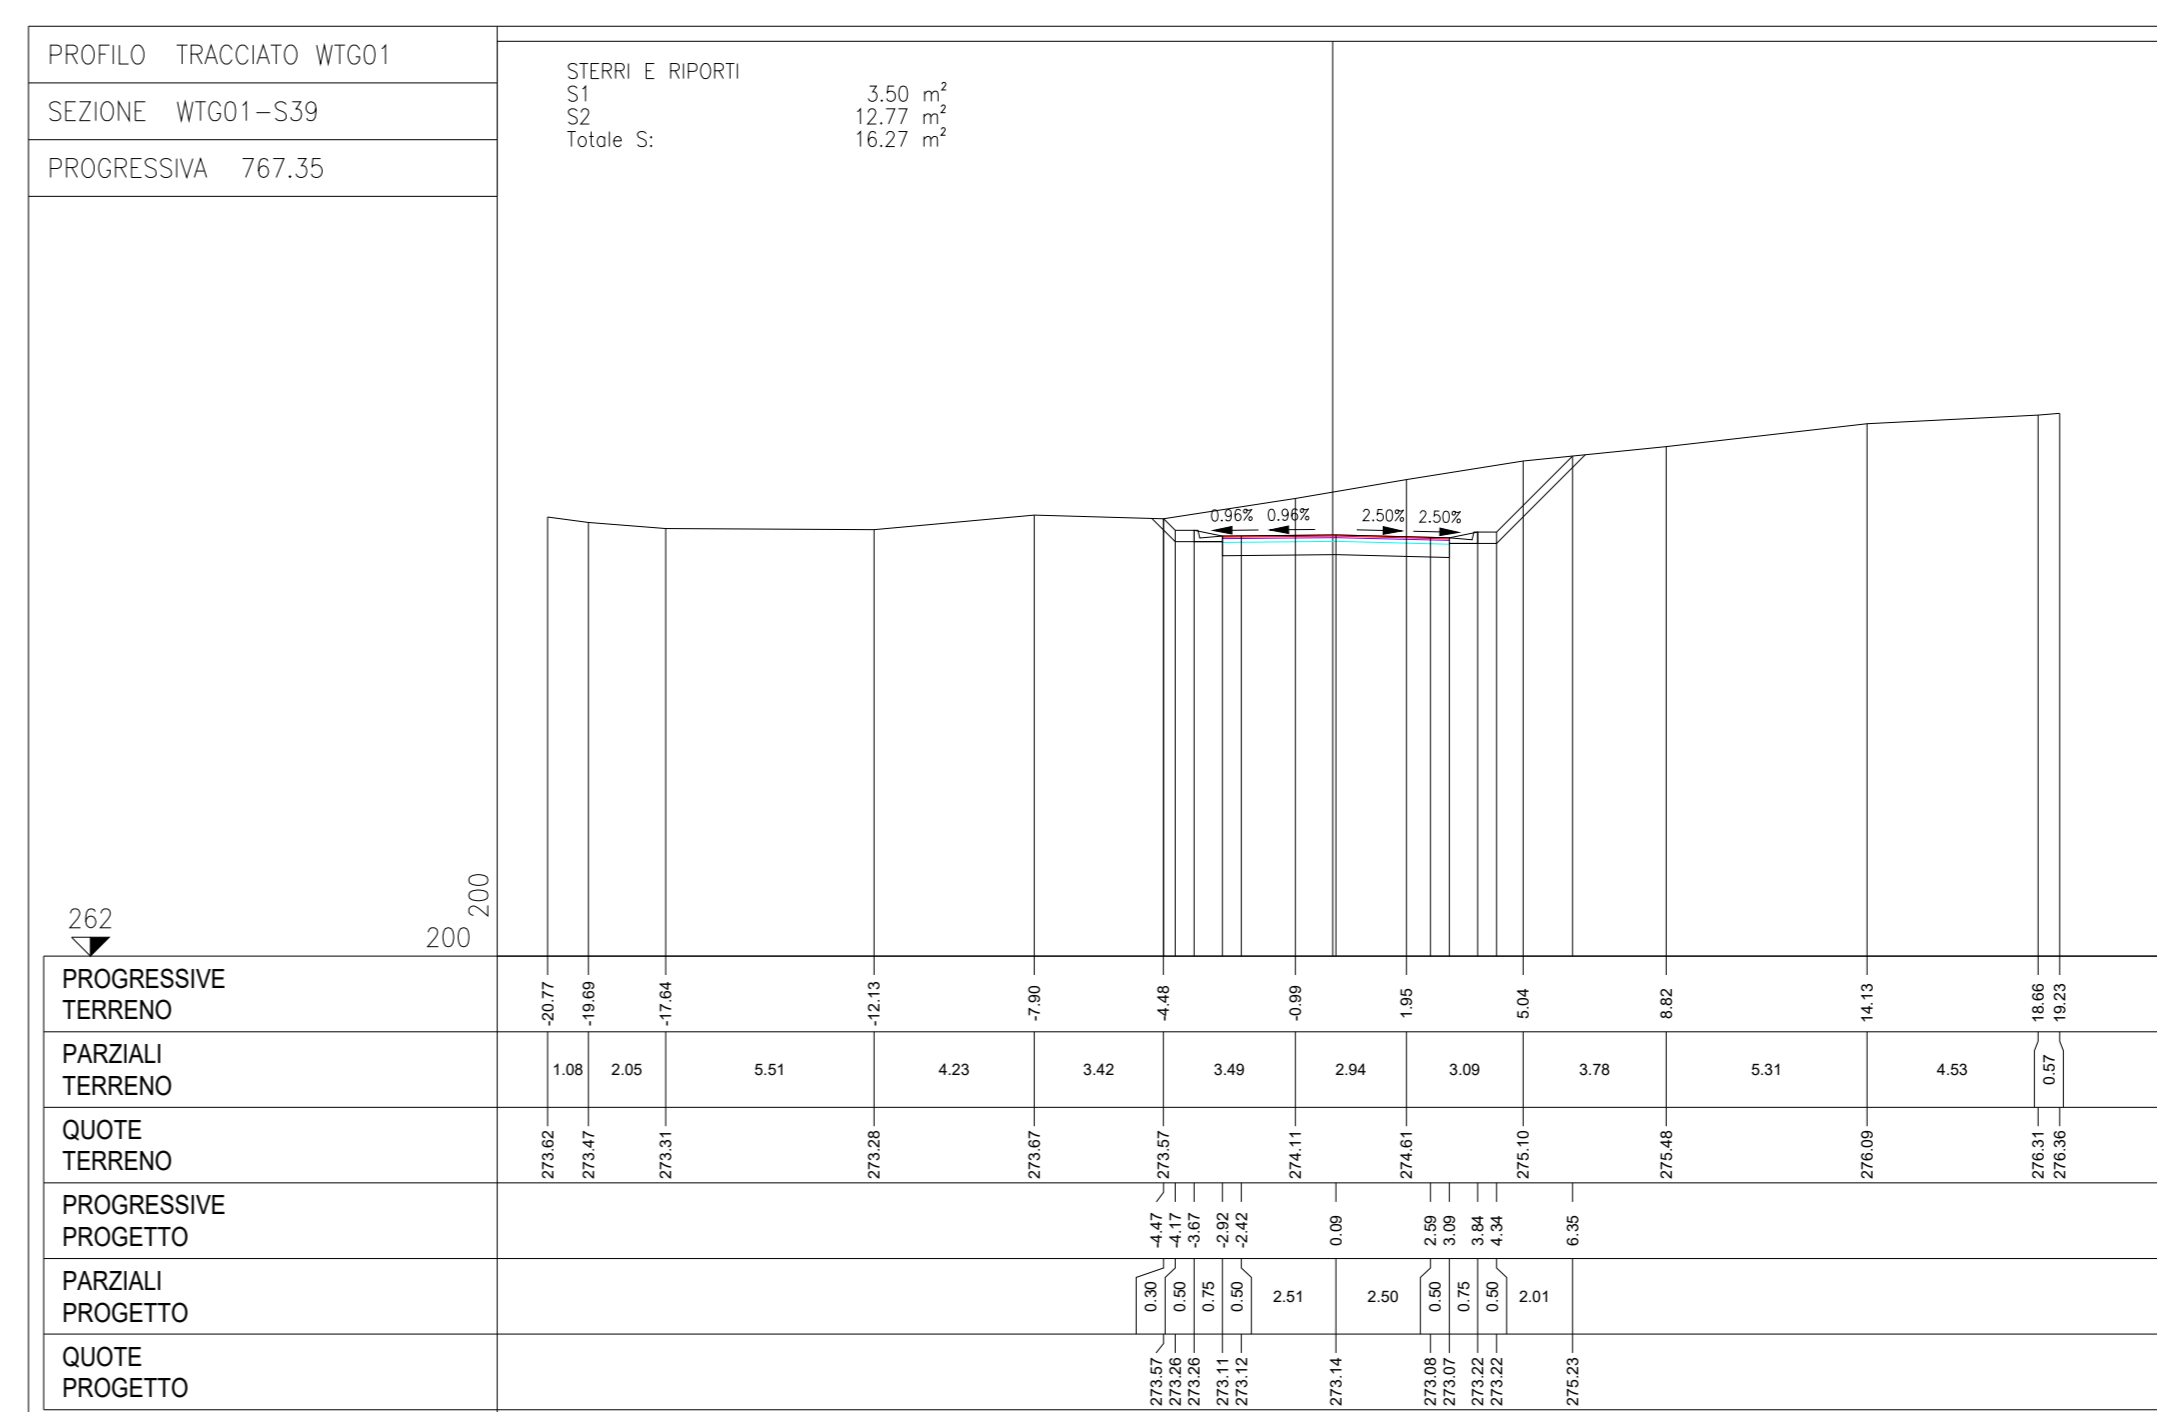 PROFILO TRACCIATO WTG01
SEZIONE WTG01-S39
PROGRESSIVA 767.35
STERRI E RIPORTI
S1 3.50 m²
S2 12.77 m²
Totale S: 16.27 m²
0.96% 0.96% 2.50% 2.50%
262
200
200
PROGRESSIVE
TERRENO
-20.77 -19.69 -17.64 -12.13 -7.90 -4.48 -0.99 1.95 5.04 8.82 14.13 18.66 19.23
PARZIALI
TERRENO
1.08 2.05 5.51 4.23 3.42 3.49 2.94 3.09 3.78 5.31 4.53 0.57
QUOTE
TERRENO
273.62 273.47 273.31 273.28 273.67 273.57 274.11 274.61 275.10 275.48 276.09 276.31 276.36
PROGRESSIVE
PROGETTO
-4.47 -4.17 -3.67 -2.92 -2.42 0.09 2.59 3.09 3.84 4.34 6.35
PARZIALI
PROGETTO
0.30 0.50 0.75 0.50 2.51 2.50 0.50 0.75 0.50 2.01
QUOTE
PROGETTO
273.57 273.26 273.26 273.11 273.12 273.14 273.08 273.07 273.22 273.22 275.23